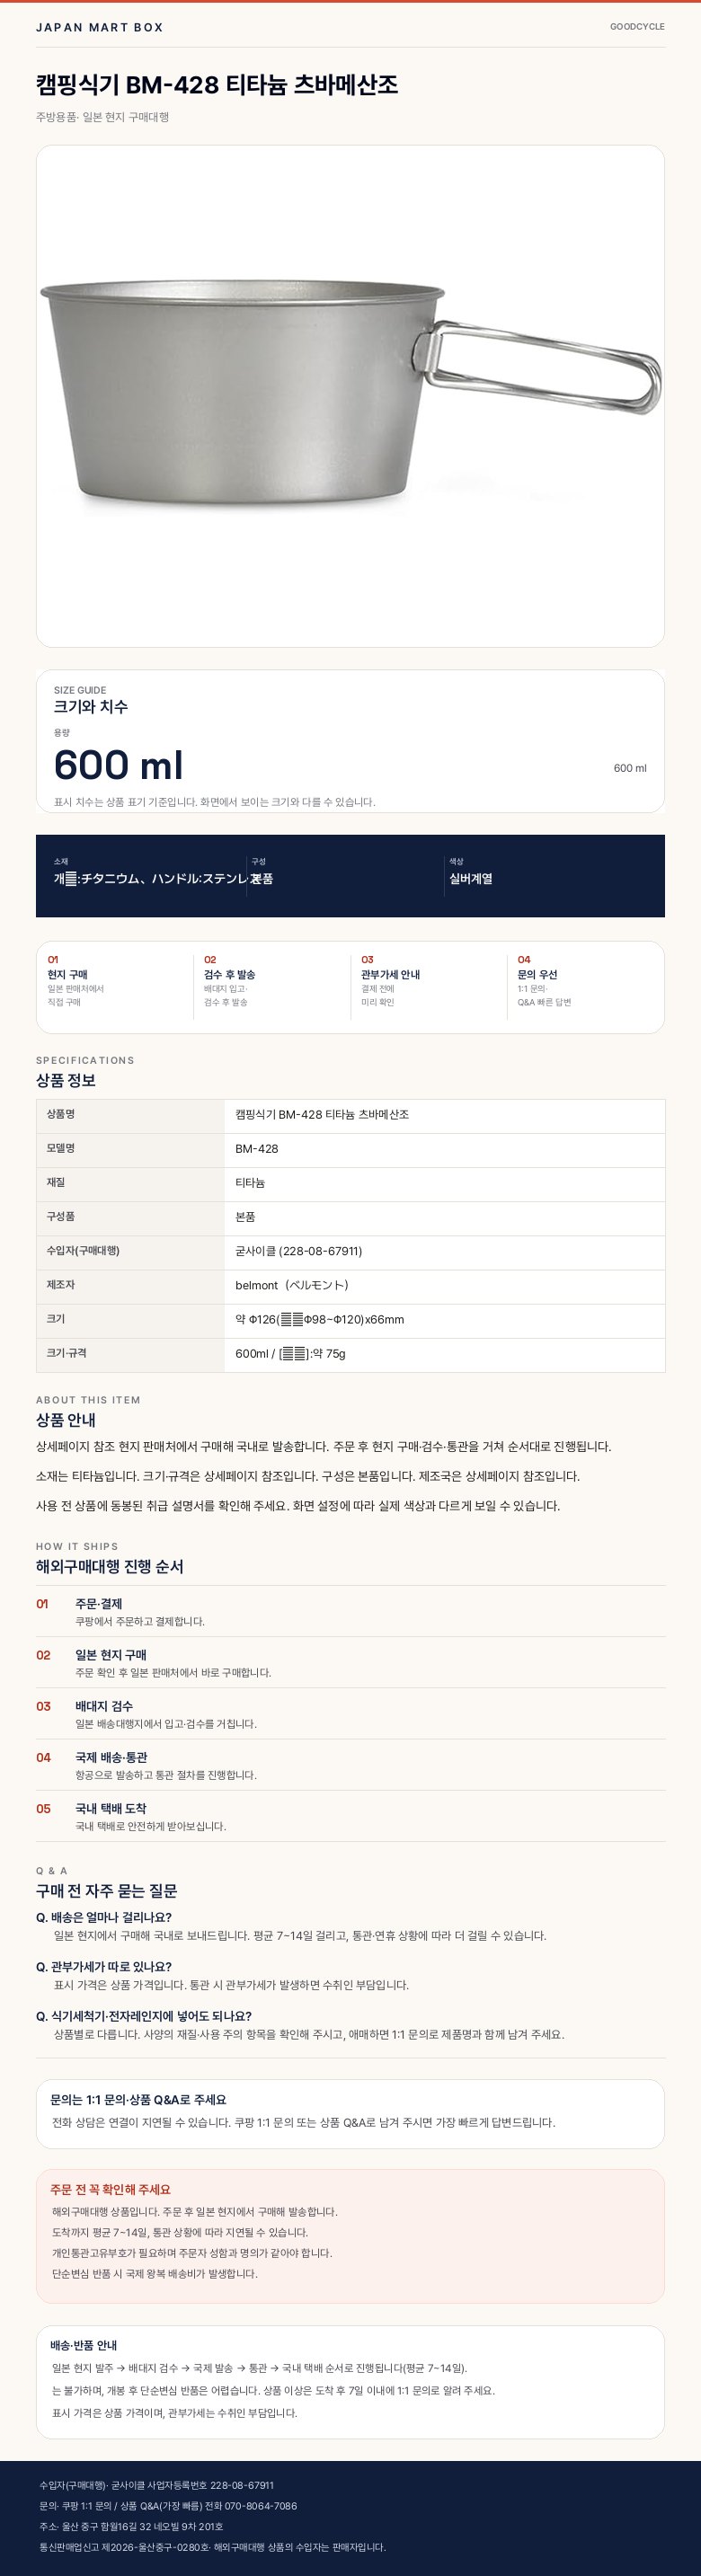 JAPAN MART BOX
GOODCYCLE
캠핑식기 BM-428 티타늄 츠바메산조
주방용품· 일본 현지 구매대행
SIZE GUIDE
크기와 치수
용량
600 ml
600 ml
표시 치수는 상품 표기 기준입니다. 화면에서 보이는 크기와 다를 수 있습니다.
소재
개:チタニウム、ハンドル:ステンレス
구성
본품
색상
실버계열
01
현지 구매
일본 판매처에서
직접 구매
02
검수 후 발송
배대지 입고·
검수 후 발송
03
관부가세 안내
결제 전에
미리 확인
04
문의 우선
1:1 문의·
Q&A 빠른 답변
SPECIFICATIONS
상품 정보
상품명 캠핑식기 BM-428 티타늄 츠바메산조
모델명 BM-428
재질 티타늄
구성품 본품
수입자(구매대행) 굳사이클 (228-08-67911)
제조자 belmont（ベルモント）
크기 약 Φ126(Φ98~Φ120)x66mm
크기·규격 600ml / []:약 75g
ABOUT THIS ITEM
상품 안내
상세페이지 참조 현지 판매처에서 구매해 국내로 발송합니다. 주문 후 현지 구매·검수·통관을 거쳐 순서대로 진행됩니다.
소재는 티타늄입니다. 크기·규격은 상세페이지 참조입니다. 구성은 본품입니다. 제조국은 상세페이지 참조입니다.
사용 전 상품에 동봉된 취급 설명서를 확인해 주세요. 화면 설정에 따라 실제 색상과 다르게 보일 수 있습니다.
HOW IT SHIPS
해외구매대행 진행 순서
01 주문·결제
쿠팡에서 주문하고 결제합니다.
02 일본 현지 구매
주문 확인 후 일본 판매처에서 바로 구매합니다.
03 배대지 검수
일본 배송대행지에서 입고·검수를 거칩니다.
04 국제 배송·통관
항공으로 발송하고 통관 절차를 진행합니다.
05 국내 택배 도착
국내 택배로 안전하게 받아보십니다.
Q & A
구매 전 자주 묻는 질문
Q. 배송은 얼마나 걸리나요?
일본 현지에서 구매해 국내로 보내드립니다. 평균 7~14일 걸리고, 통관·연휴 상황에 따라 더 걸릴 수 있습니다.
Q. 관부가세가 따로 있나요?
표시 가격은 상품 가격입니다. 통관 시 관부가세가 발생하면 수취인 부담입니다.
Q. 식기세척기·전자레인지에 넣어도 되나요?
상품별로 다릅니다. 사양의 재질·사용 주의 항목을 확인해 주시고, 애매하면 1:1 문의로 제품명과 함께 남겨 주세요.
문의는 1:1 문의·상품 Q&A로 주세요
전화 상담은 연결이 지연될 수 있습니다. 쿠팡 1:1 문의 또는 상품 Q&A로 남겨 주시면 가장 빠르게 답변드립니다.
주문 전 꼭 확인해 주세요
해외구매대행 상품입니다. 주문 후 일본 현지에서 구매해 발송합니다.
도착까지 평균 7~14일, 통관 상황에 따라 지연될 수 있습니다.
개인통관고유부호가 필요하며 주문자 성함과 명의가 같아야 합니다.
단순변심 반품 시 국제 왕복 배송비가 발생합니다.
배송·반품 안내
일본 현지 발주 → 배대지 검수 → 국제 발송 → 통관 → 국내 택배 순서로 진행됩니다(평균 7~14일).
는 불가하며, 개봉 후 단순변심 반품은 어렵습니다. 상품 이상은 도착 후 7일 이내에 1:1 문의로 알려 주세요.
표시 가격은 상품 가격이며, 관부가세는 수취인 부담입니다.
수입자(구매대행)· 굳사이클 사업자등록번호 228-08-67911
문의· 쿠팡 1:1 문의 / 상품 Q&A(가장 빠름) 전화 070-8064-7086
주소· 울산 중구 함월16길 32 네오빌 9차 201호
통신판매업신고 제2026-울산중구-0280호· 해외구매대행 상품의 수입자는 판매자입니다.